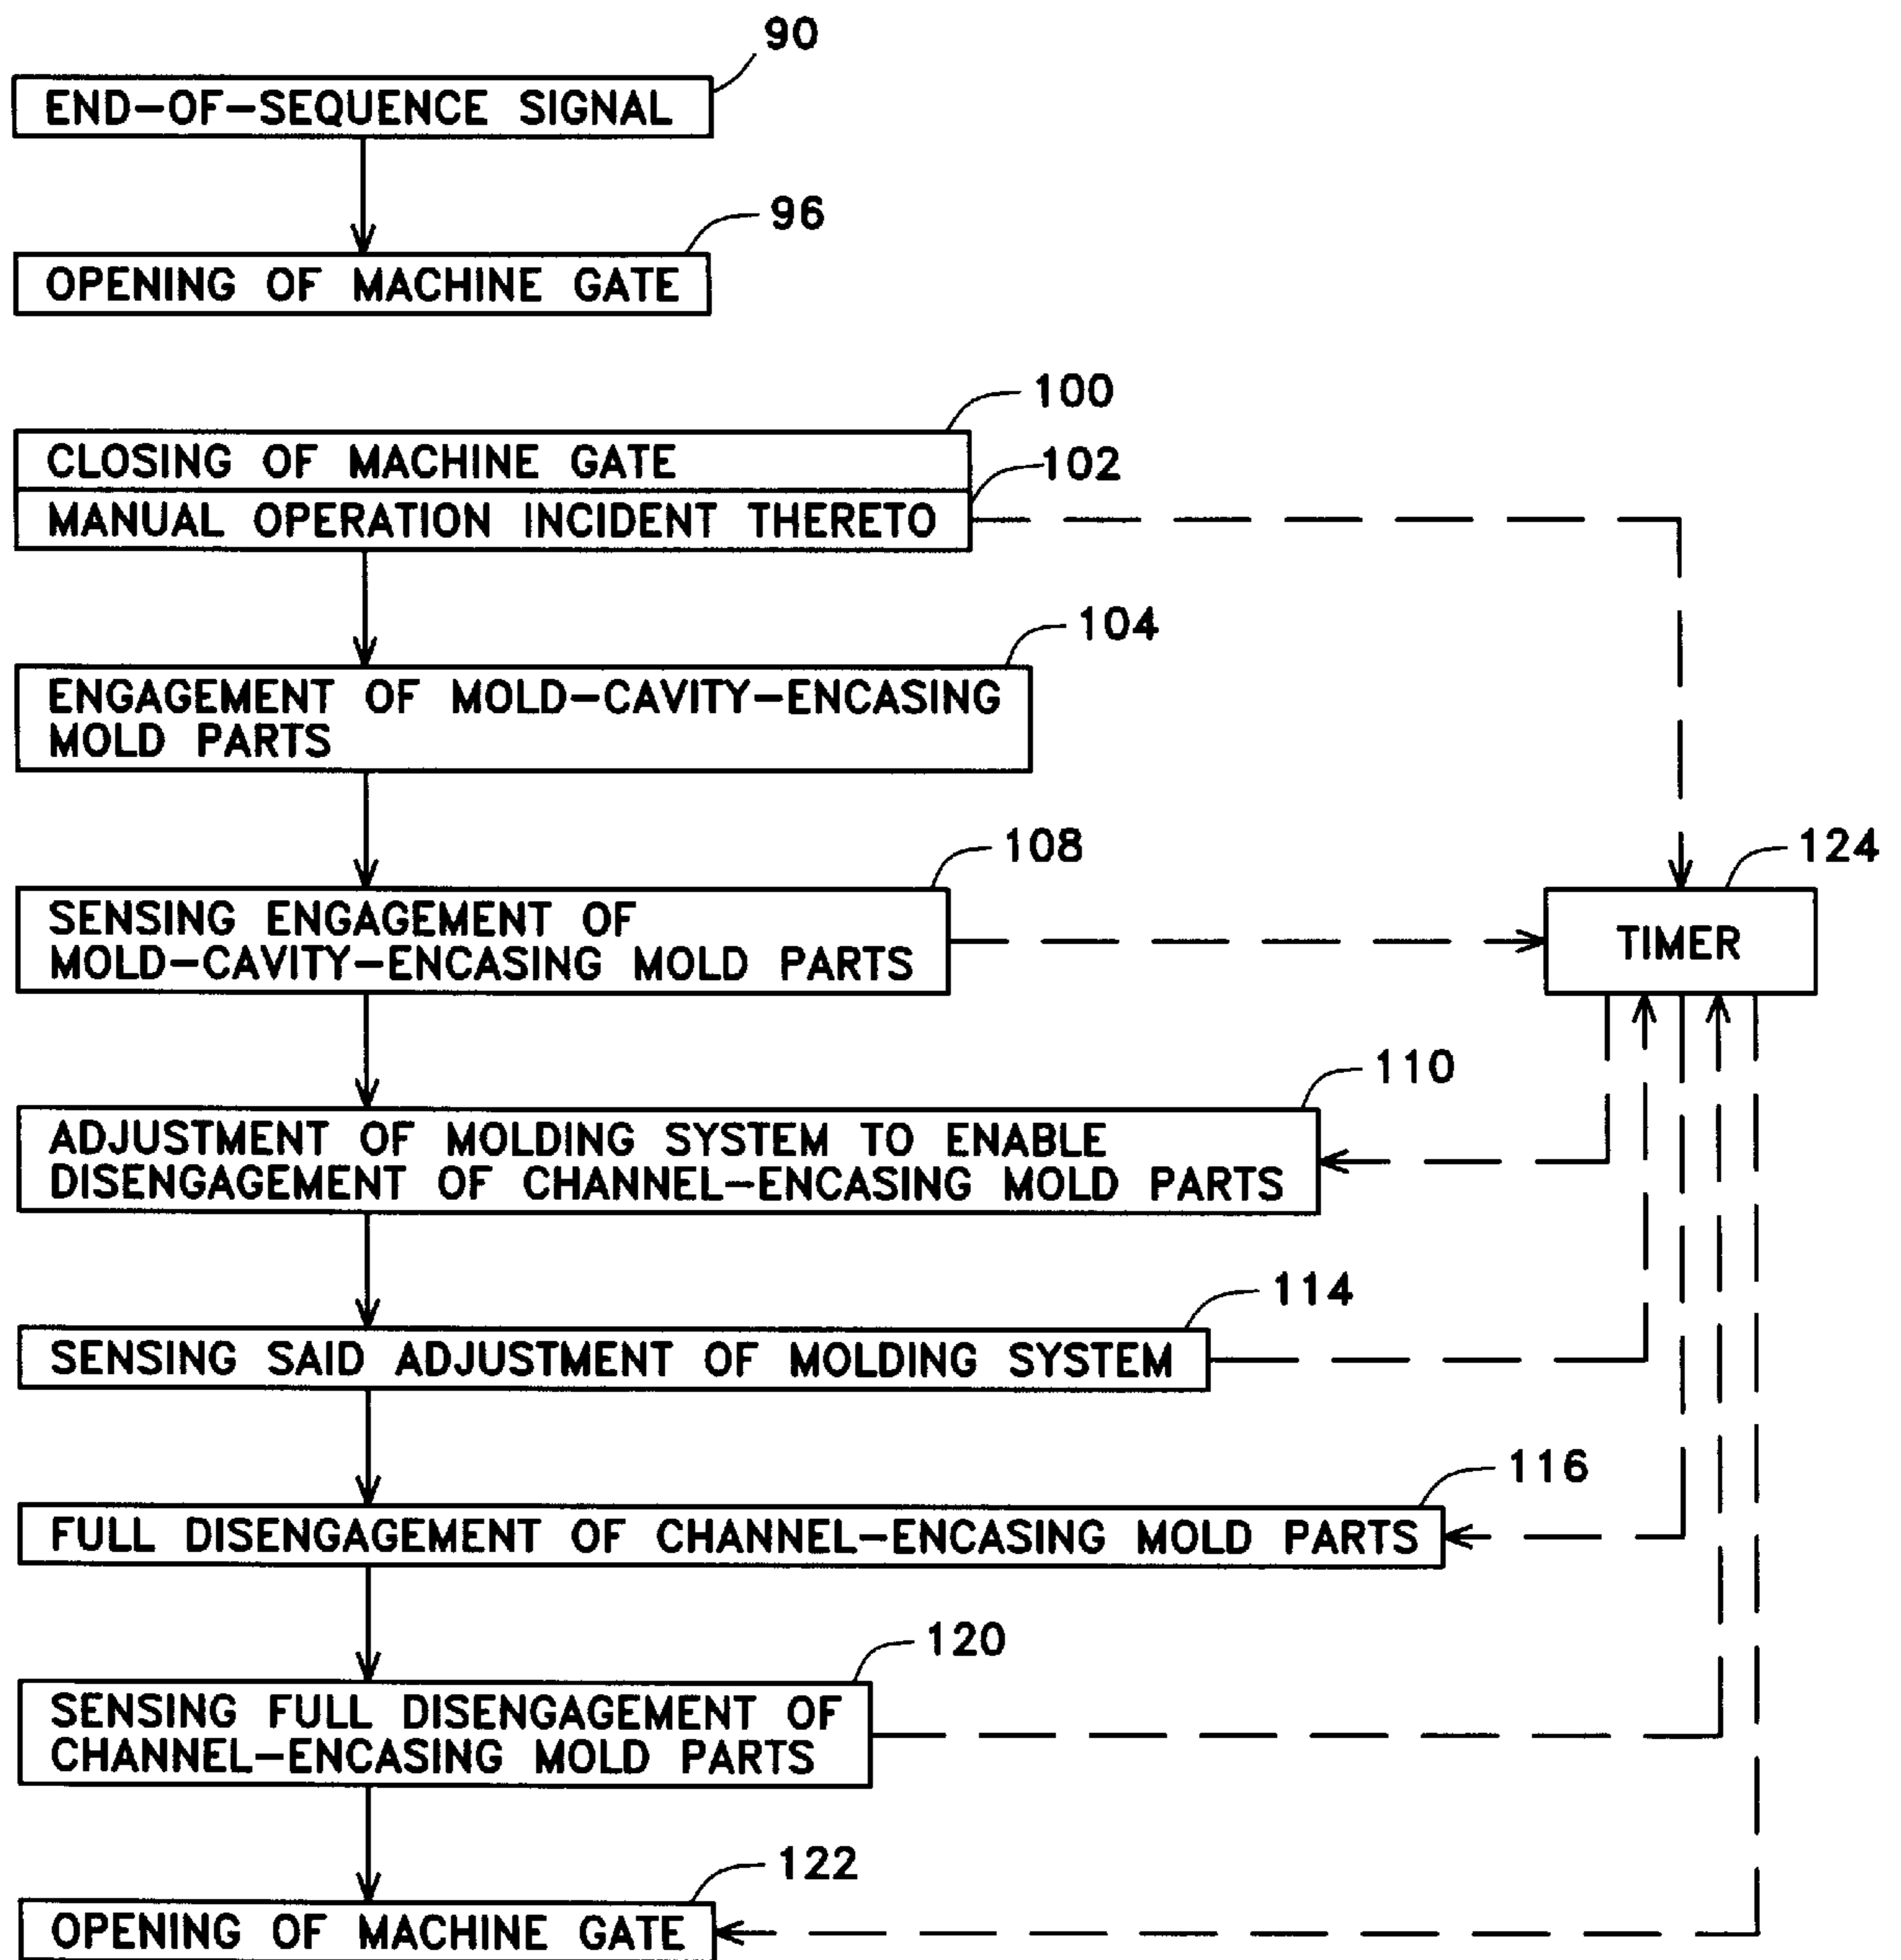 90
END-OF-SEQUENCE SIGNAL
96
OPENING OF MACHINE GATE
100
CLOSING OF MACHINE GATE
102
MANUAL OPERATION INCIDENT THERETO
104
ENGAGEMENT OF MOLD-CAVITY-ENCASING
MOLD PARTS
108
SENSING ENGAGEMENT OF
MOLD-CAVITY-ENCASING MOLD PARTS
124
TIMER
110
ADJUSTMENT OF MOLDING SYSTEM TO ENABLE
DISENGAGEMENT OF CHANNEL-ENCASING MOLD PARTS
114
SENSING SAID ADJUSTMENT OF MOLDING SYSTEM
116
FULL DISENGAGEMENT OF CHANNEL-ENCASING MOLD PARTS
120
SENSING FULL DISENGAGEMENT OF
CHANNEL-ENCASING MOLD PARTS
122
OPENING OF MACHINE GATE